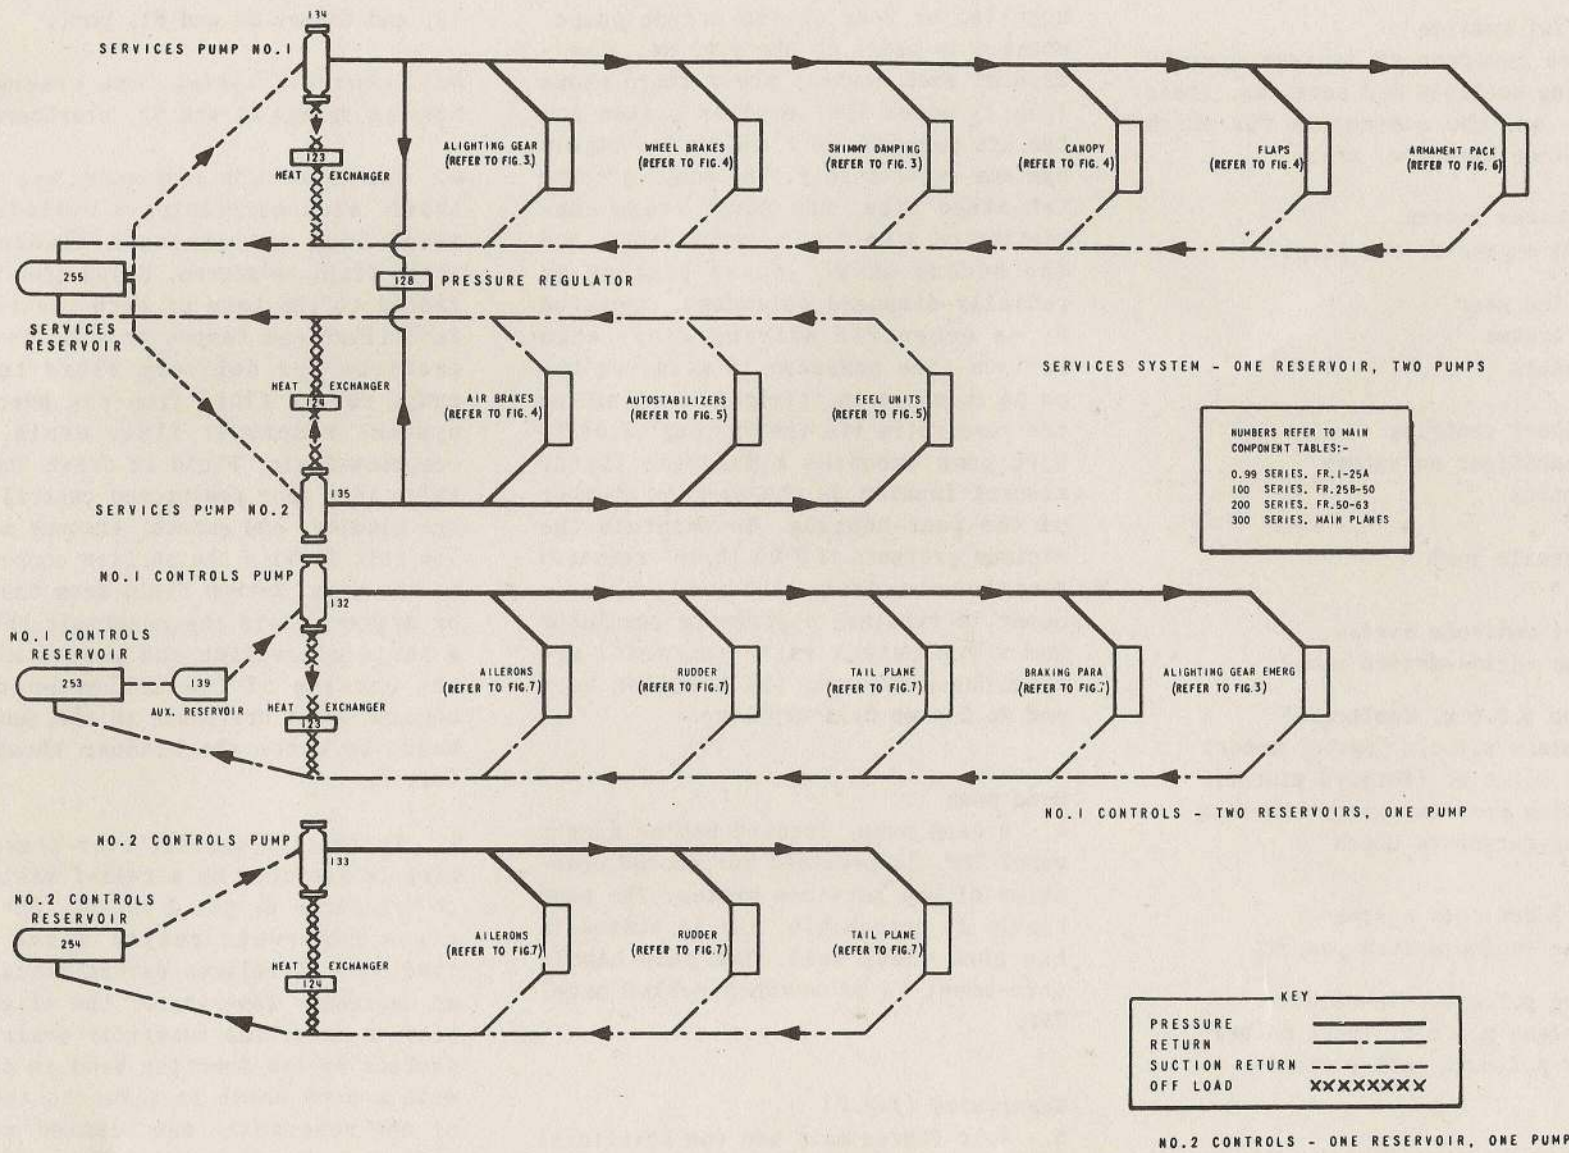 134
SERVICES PUMP NO.1
123
HEAT EXCHANGER
ALIGHTING GEAR
(REFER TO FIG.3.)
WHEEL BRAKES
(REFER TO FIG.4)
SHIMMY DAMPING
(REFER TO FIG.3)
CANOPY
(REFER TO FIG.4)
FLAPS
(REFER TO FIG.4)
ARMAMENT PACK
(REFER TO FIG.6)
255
SERVICES
RESERVOIR
128
PRESSURE REGULATOR
HEAT EXCHANGER
124
AIR BRAKES
(REFER TO FIG.4)
AUTOSTABILIZERS
(REFER TO FIG.5)
FEEL UNITS
(REFER TO FIG.5)
135
SERVICES PUMP NO.2
SERVICES SYSTEM - ONE RESERVOIR, TWO PUMPS
NUMBERS REFER TO MAIN
COMPONENT TABLES:-
0.99 SERIES, FR.1-25A
100 SERIES, FR.25B-50
200 SERIES, FR.50-63
300 SERIES, MAIN PLANES
NO.1 CONTROLS PUMP
132
NO.1 CONTROLS
RESERVOIR
253
139
AUX. RESERVOIR
HEAT EXCHANGER
123
AILERONS
(REFER TO FIG.7)
RUDDER
(REFER TO FIG.7)
TAIL PLANE
(REFER TO FIG.7)
BRAKING PARA
(REFER TO FIG.7)
ALIGHTING GEAR EMERG
(REFER TO FIG.3)
NO.1 CONTROLS - TWO RESERVOIRS, ONE PUMP
NO.2 CONTROLS PUMP
133
NO.2 CONTROLS
RESERVOIR
254
HEAT EXCHANGER
124
AILERONS
(REFER TO FIG.7)
RUDDER
(REFER TO FIG.7)
TAIL PLANE
(REFER TO FIG.7)
KEY
PRESSURE
RETURN
SUCTION RETURN
OFF LOAD XXXXXXXX
NO.2 CONTROLS - ONE RESERVOIR, ONE PUMP